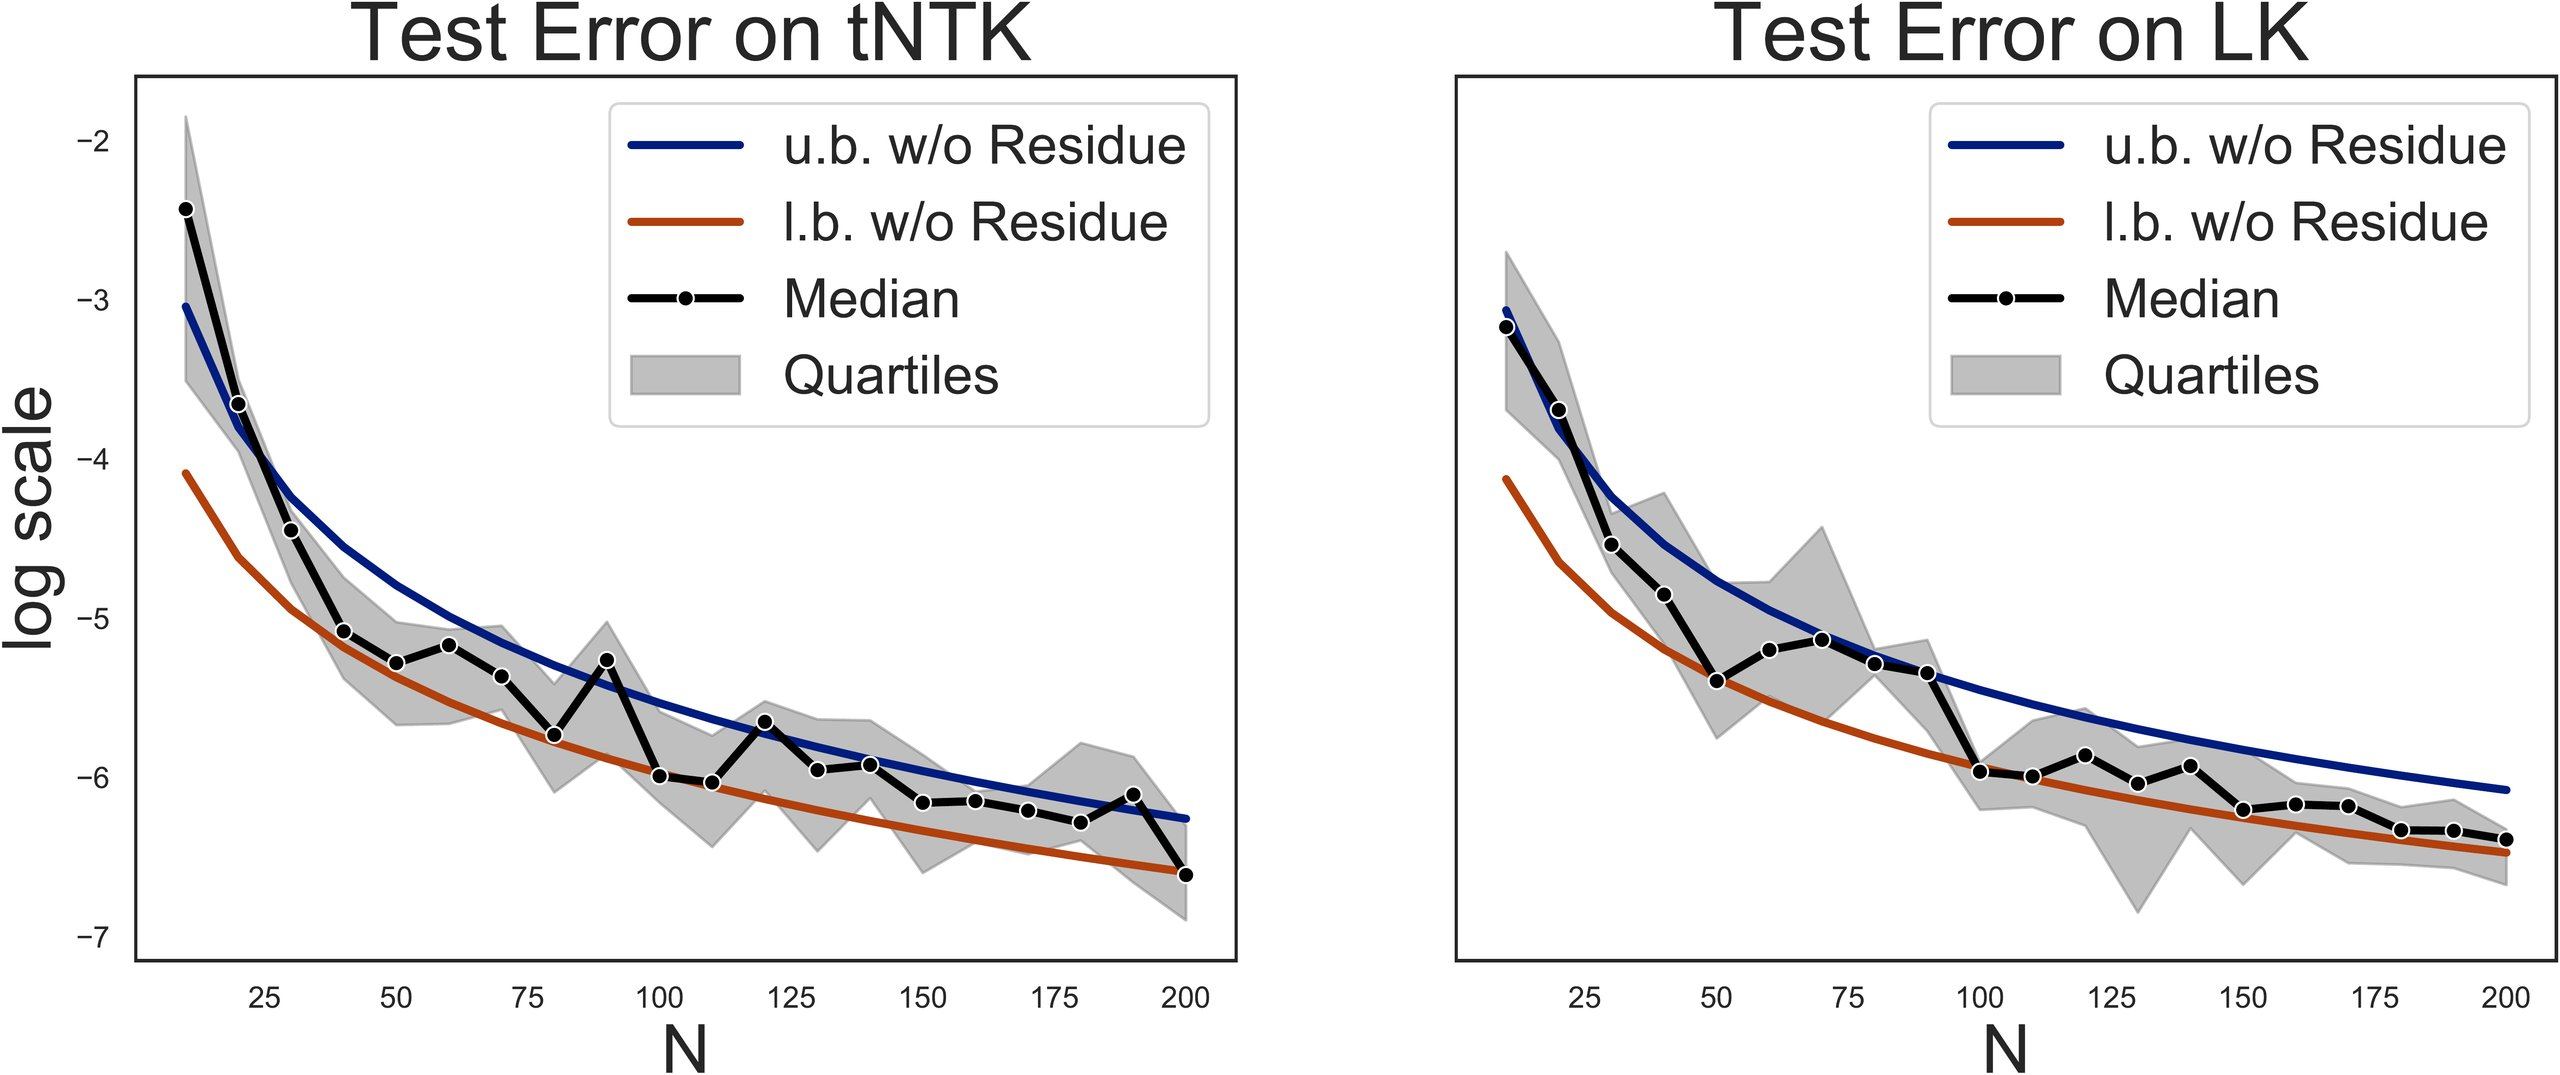 Test Error on tNTK
log scale
−2
−3
−4
−5
−6
−7
u.b. w/o Residue
l.b. w/o Residue
Median
Quartiles
25 50 75 100 125 150 175 200
N
Test Error on LK
u.b. w/o Residue
l.b. w/o Residue
Median
Quartiles
25 50 75 100 125 150 175 200
N